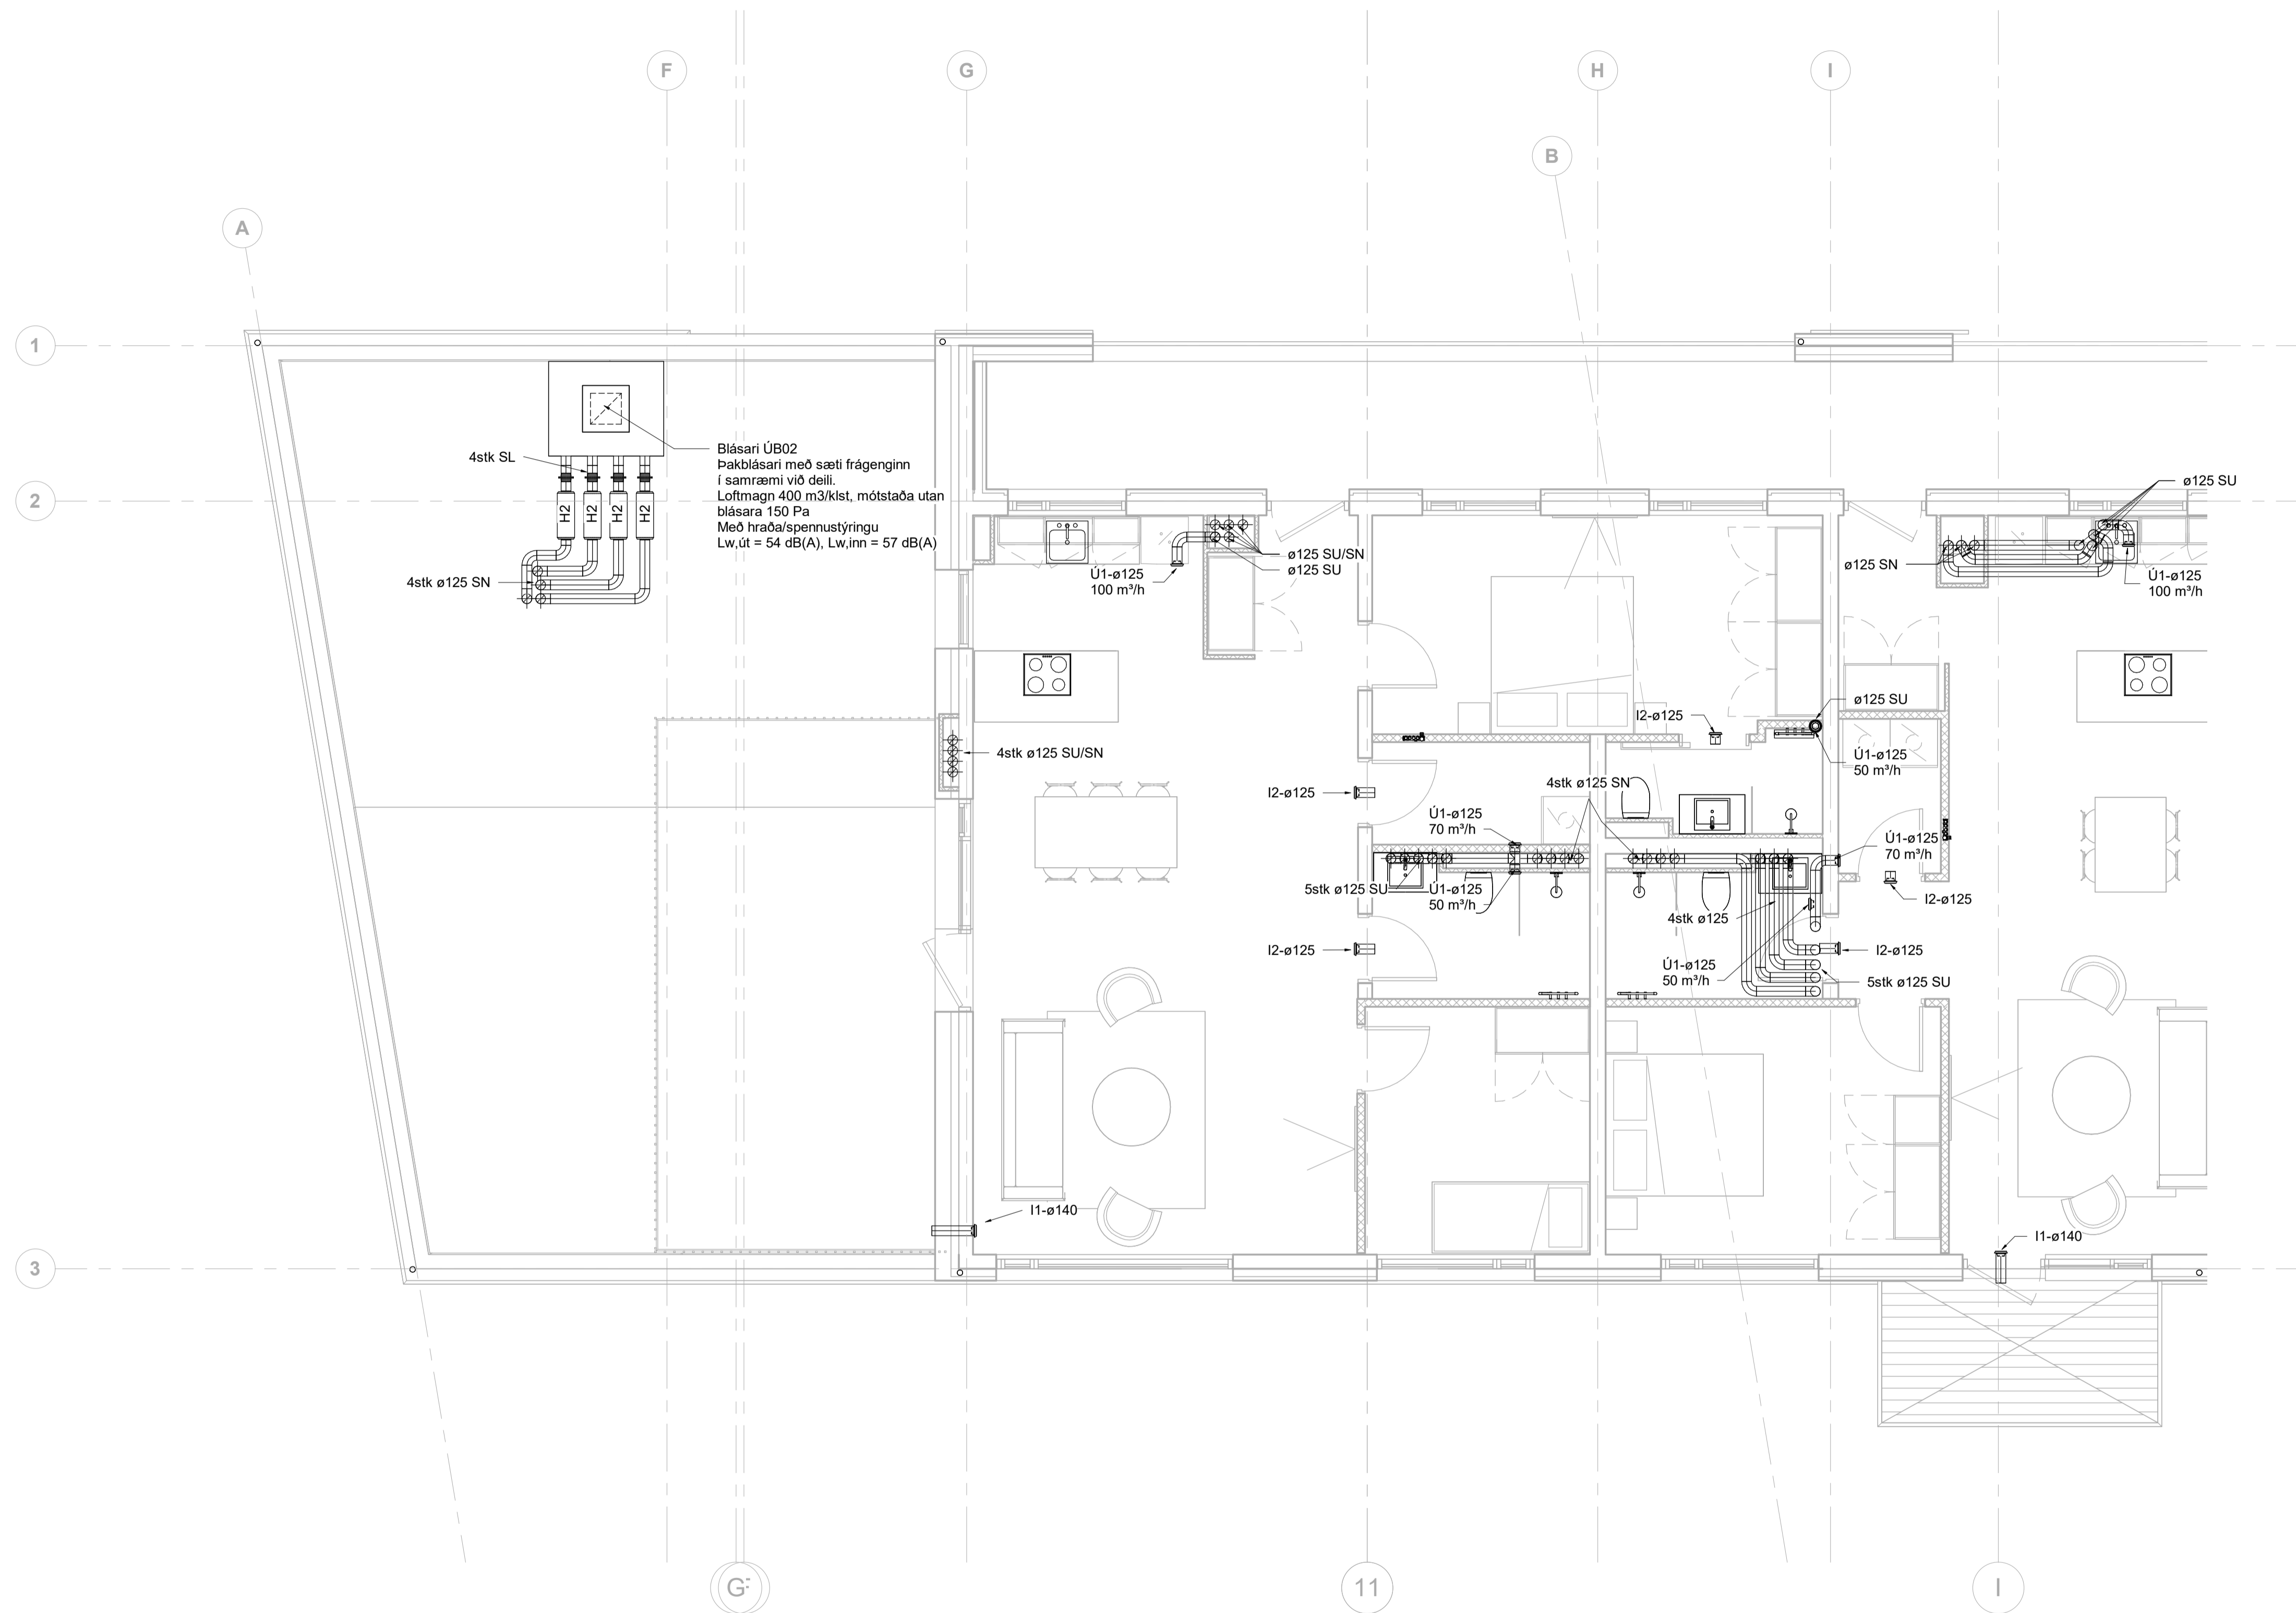 F
G
H
I
B
A
1
4stk SL
Blásari ÚB02
Þakblásari með sæti frágenginn
í samræmi við deili.
Loftmagn 400 m3/klst, mótstaða utan
blásara 150 Pa
Með hraða/spennustýringu
Lw,út = 54 dB(A), Lw,inn = 57 dB(A)
ø125 SU
2
H2
H2
H2
H2
ø125 SU/SN
ø125 SU
ø125 SN
Ú1-ø125
100 m³/h
Ú1-ø125
100 m³/h
4stk ø125 SN
ø125 SU
I2-ø125
4stk ø125 SU/SN
Ú1-ø125
50 m³/h
4stk ø125 SN
I2-ø125
Ú1-ø125
70 m³/h
Ú1-ø125
70 m³/h
5stk ø125 SU
Ú1-ø125
50 m³/h
I2-ø125
4stk ø125
I2-ø125
I2-ø125
Ú1-ø125
50 m³/h
5stk ø125 SU
I1-ø140
I1-ø140
3
G
11
I